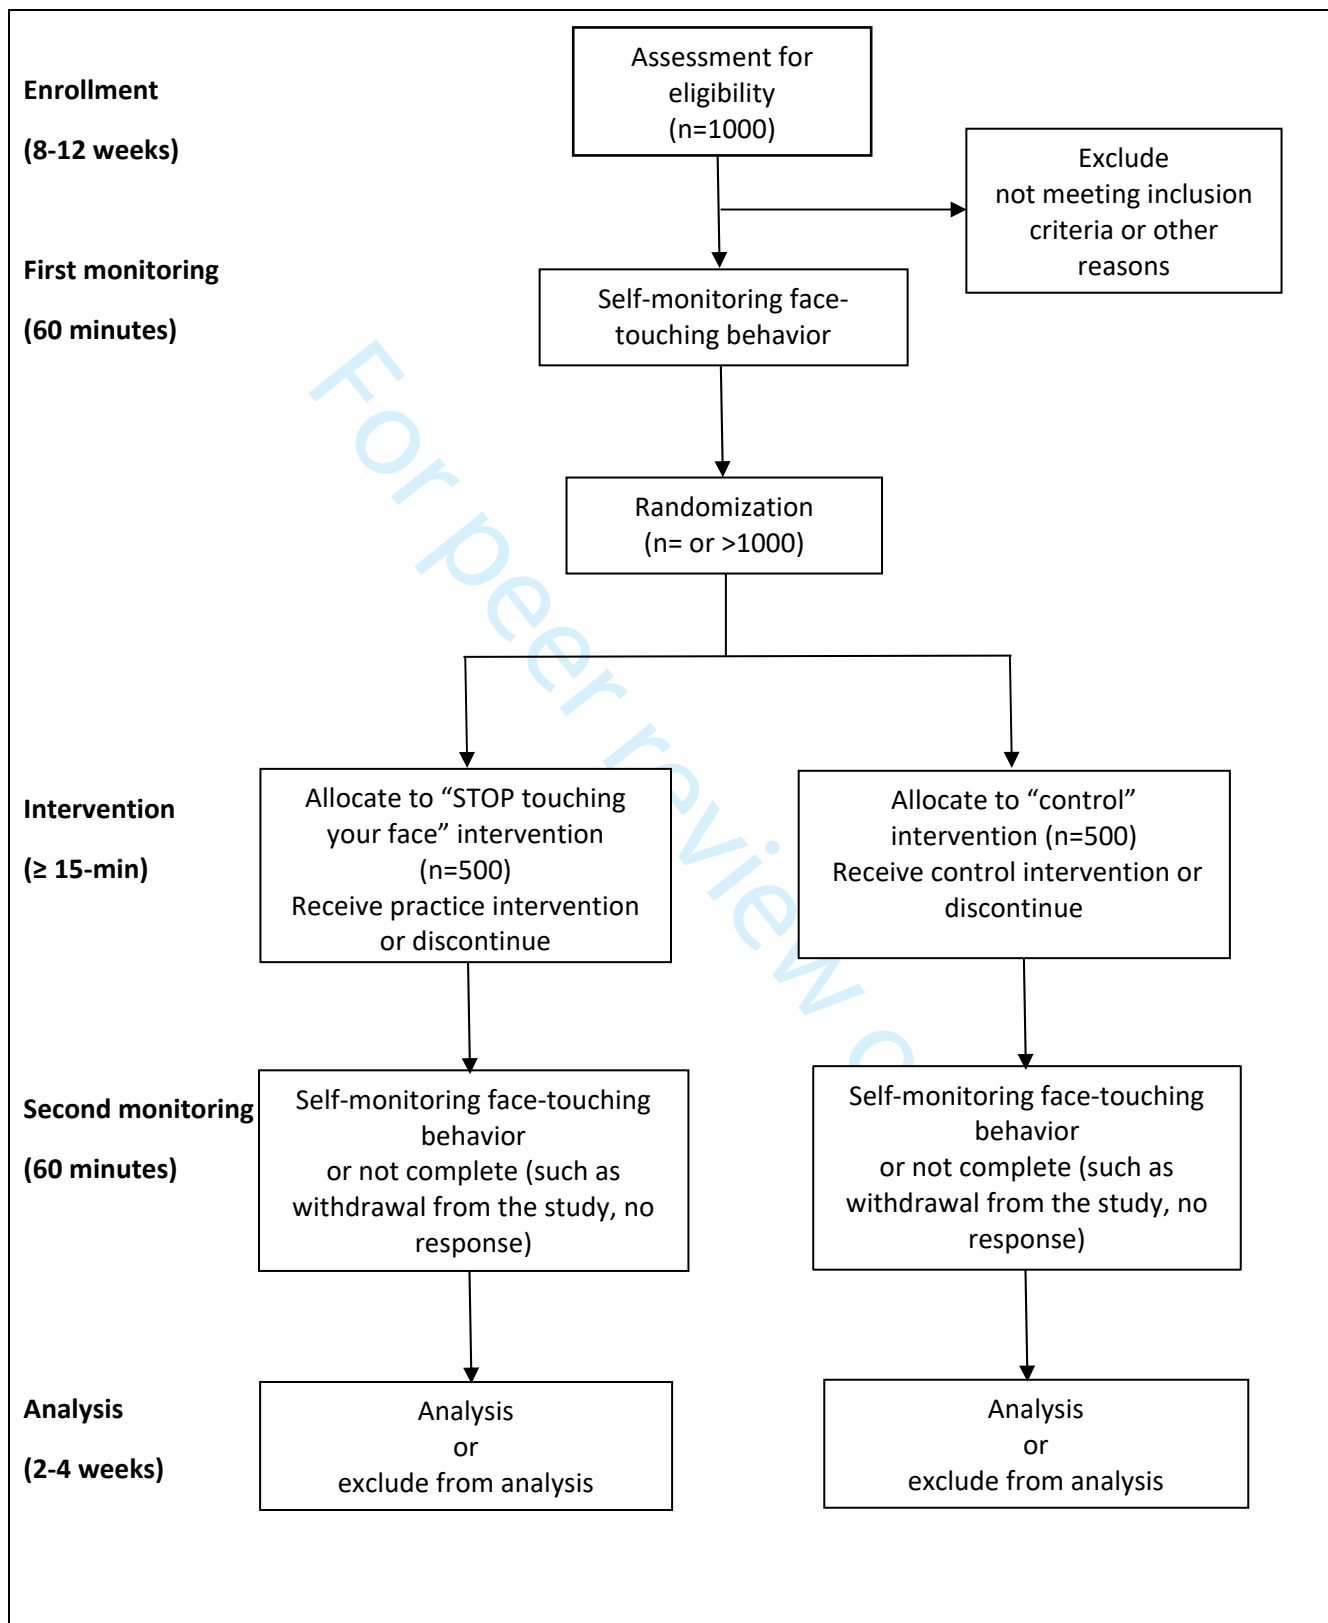 Assessment for
eligibility
(n=1000)
Enrollment
(8-12 weeks)
Exclude
not meeting inclusion
criteria or other
reasons
First monitoring
(60 minutes)
Self-monitoring face-
touching behavior
Randomization
(n= or >1000)
Intervention
(≥ 15-min)
Allocate to “STOP touching
your face” intervention
(n=500)
Receive practice intervention
or discontinue
Allocate to “control”
intervention (n=500)
Receive control intervention or
discontinue
Second monitoring
(60 minutes)
Self-monitoring face-touching
behavior
or not complete (such as
withdrawal from the study, no
response)
Self-monitoring face-touching
behavior
or not complete (such as
withdrawal from the study, no
response)
Analysis
(2-4 weeks)
Analysis
or
exclude from analysis
Analysis
or
exclude from analysis
For peer review o